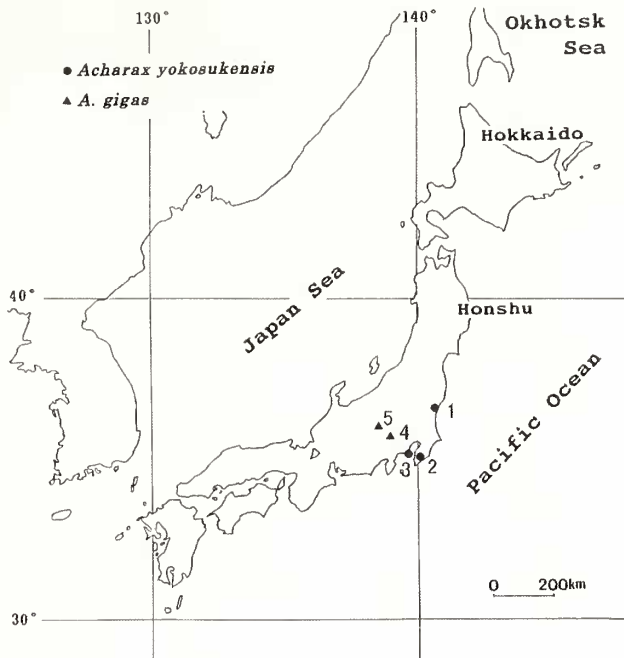 130°
140°
Okhotsk
Sea
● Acharax yokosukensis
▲ A. gigas
Hokkaido
40°
Japan Sea
Honshu
Pacific Ocean
1
5
4
3
2
0 200km
30°